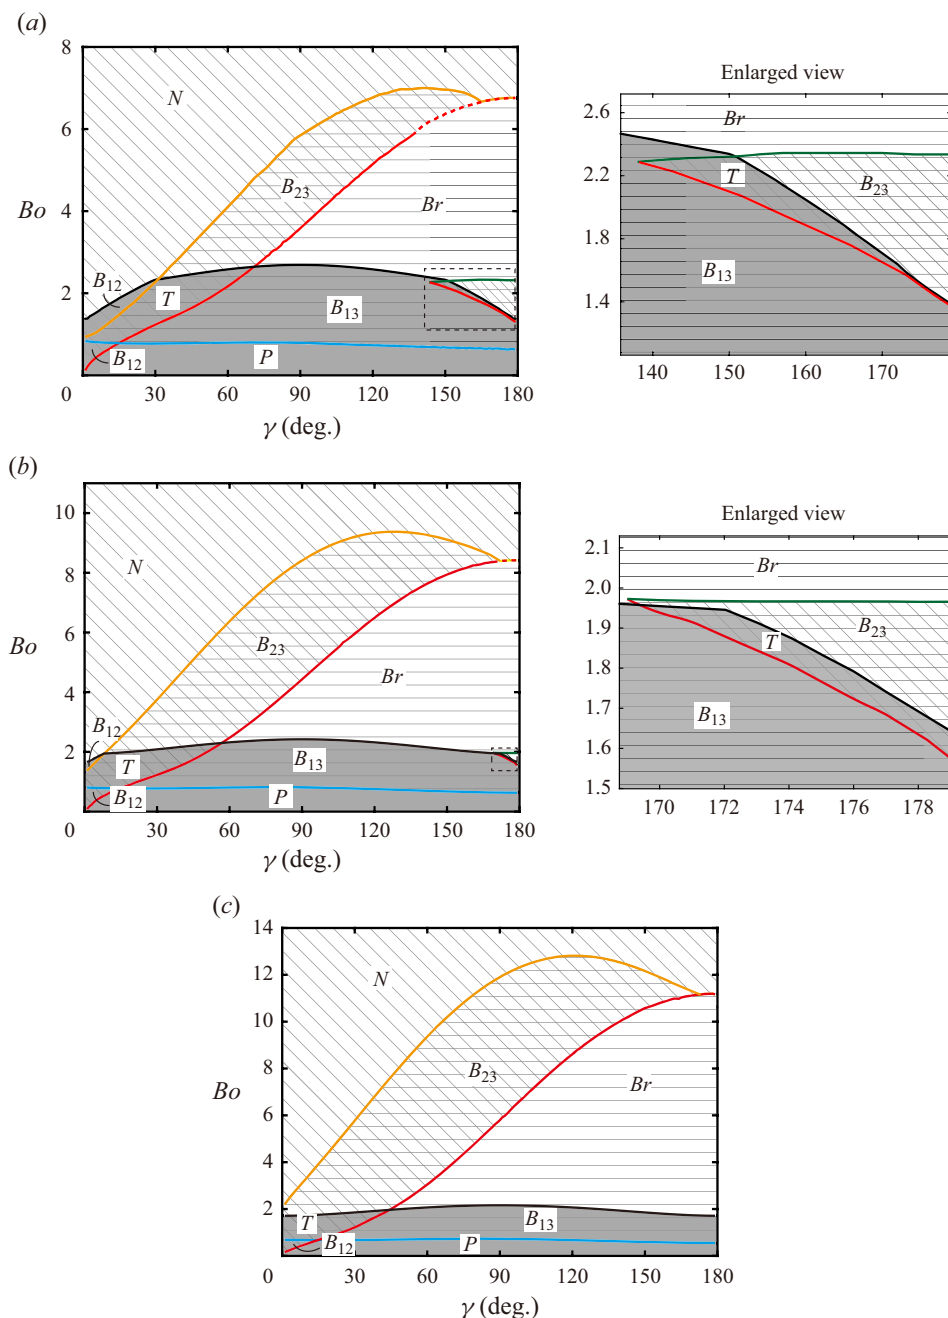 (a)
8
6
4
2
0
Bo
N
B23
Br
B12
T
B13
B12
P
30
60
90
120
150
180
γ (deg.)
Enlarged view
2.6
2.2
1.8
1.4
Br
T
B23
B13
140
150
160
170
(b)
10
8
6
4
2
0
Bo
N
B23
Br
B12
T
B13
B12
P
30
60
90
120
150
180
γ (deg.)
Enlarged view
2.1
2.0
1.9
1.8
1.7
1.6
1.5
Br
B23
T
B13
170
172
174
176
178
(c)
14
12
10
8
6
4
2
0
Bo
N
B23
Br
T
B13
B12
P
30
60
90
120
150
180
γ (deg.)